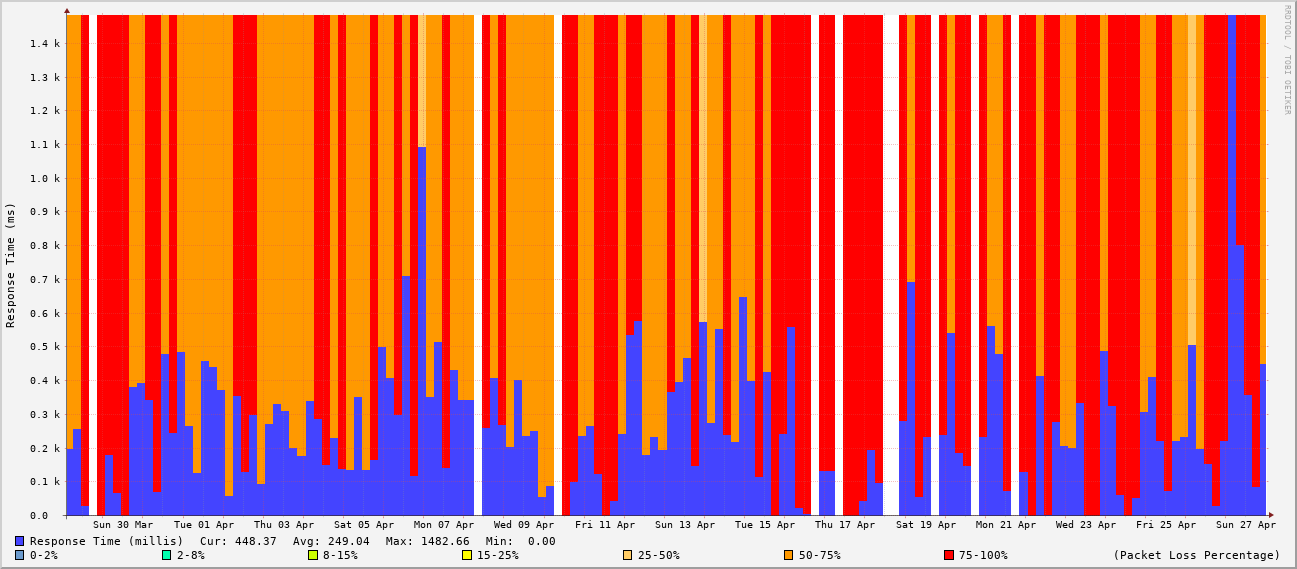 RRDTOOL / TOBI OETIKER
Response Time (ms)
1.4 k
1.3 k
1.2 k
1.1 k
1.0 k
0.9 k
0.8 k
0.7 k
0.6 k
0.5 k
0.4 k
0.3 k
0.2 k
0.1 k
0.0
Sun 30 Mar Tue 01 Apr Thu 03 Apr Sat 05 Apr Mon 07 Apr Wed 09 Apr Fri 11 Apr Sun 13 Apr Tue 15 Apr Thu 17 Apr Sat 19 Apr Mon 21 Apr Wed 23 Apr Fri 25 Apr Sun 27 Apr
Response Time (millis) Cur: 448.37 Avg: 249.04 Max: 1482.66 Min: 0.00
0-2% 2-8% 8-15% 15-25% 25-50% 50-75% 75-100% (Packet Loss Percentage)